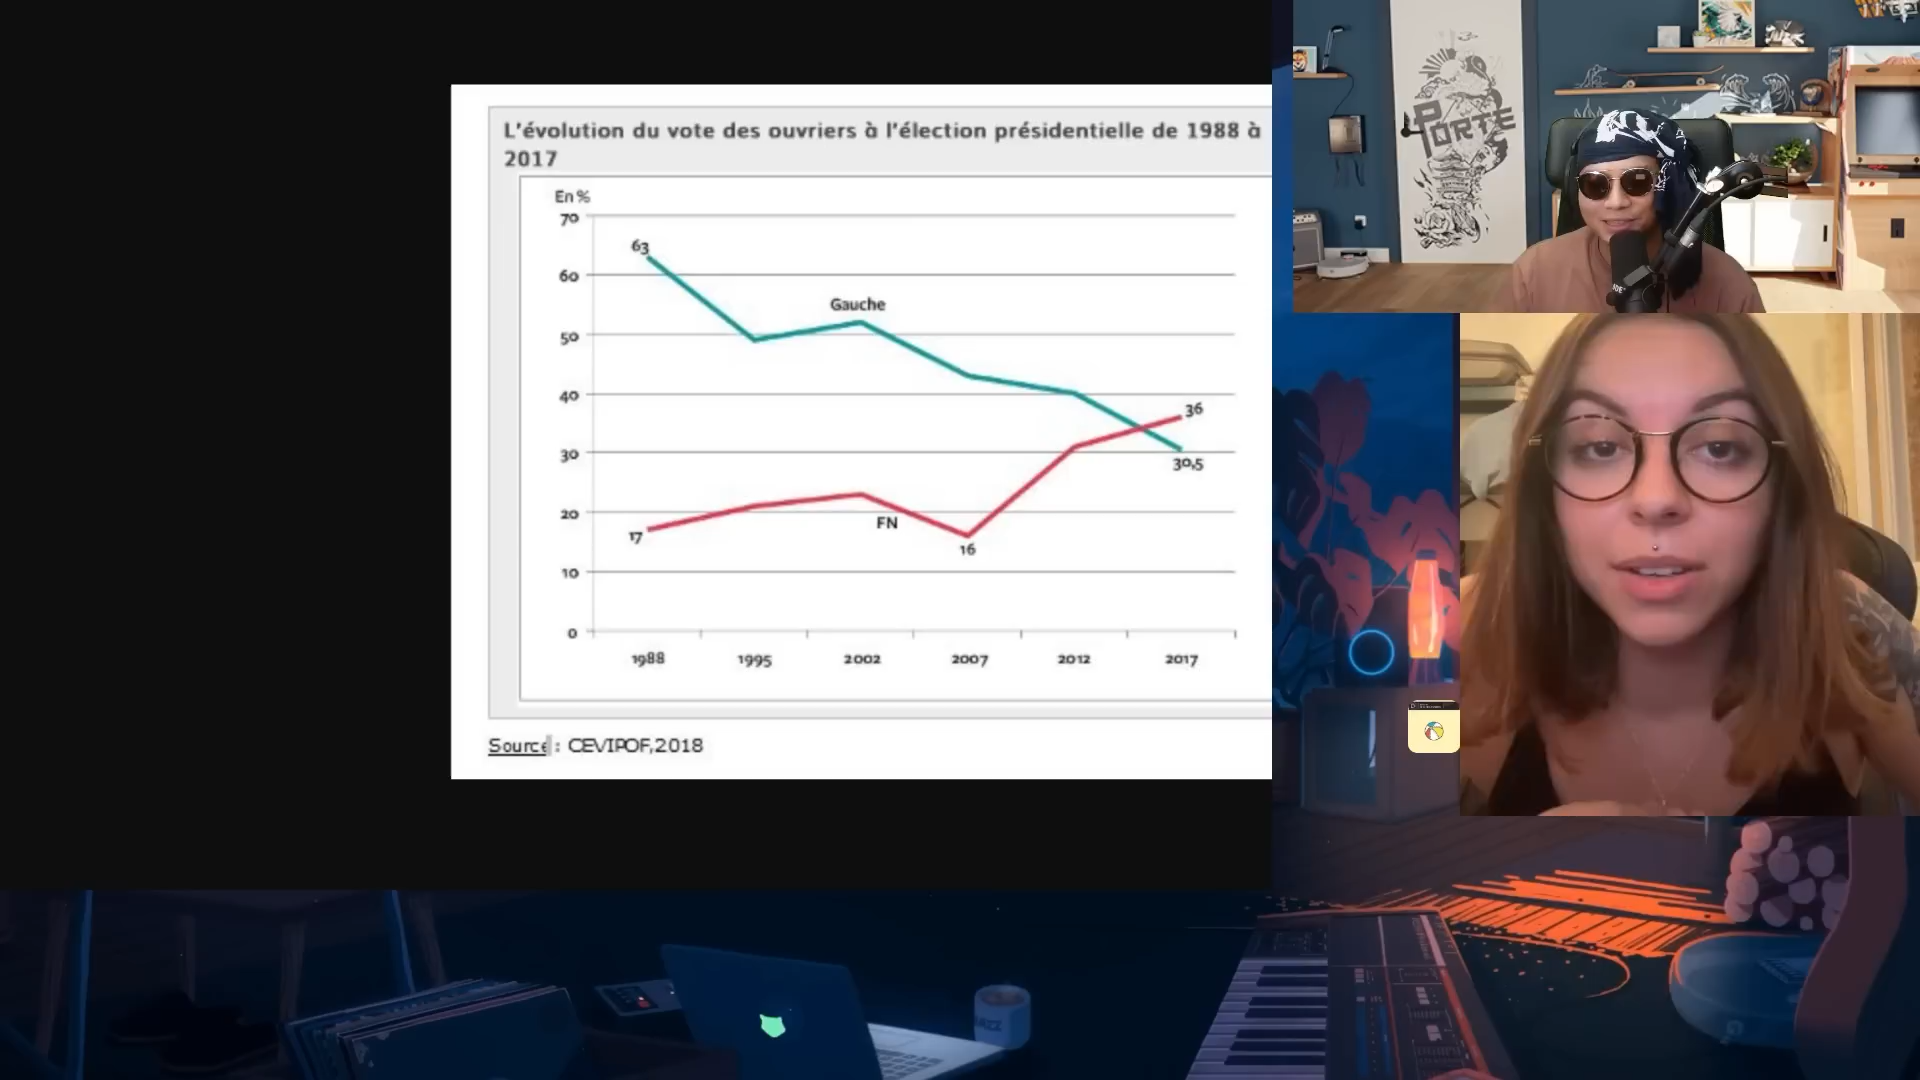 L'évolution du vote des ouvriers à l'élection présidentielle de 1988 à
2017
En %
70
60
50
40
30
20
10
0
63
Gauche
36
30,5
17
FN
16
1988 1995 2002 2007 2012 2017
Source : CEVIPOF,2018
PORTE